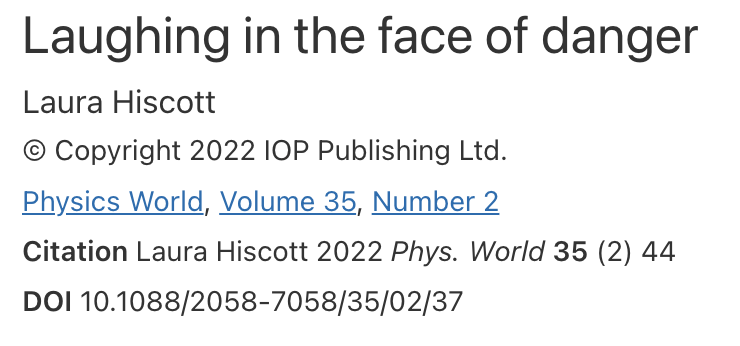 Laughing in the face of danger
Laura Hiscott
© Copyright 2022 IOP Publishing Ltd.
Physics World, Volume 35, Number 2
Citation Laura Hiscott 2022 Phys. World 35 (2) 44
DOI 10.1088/2058-7058/35/02/37